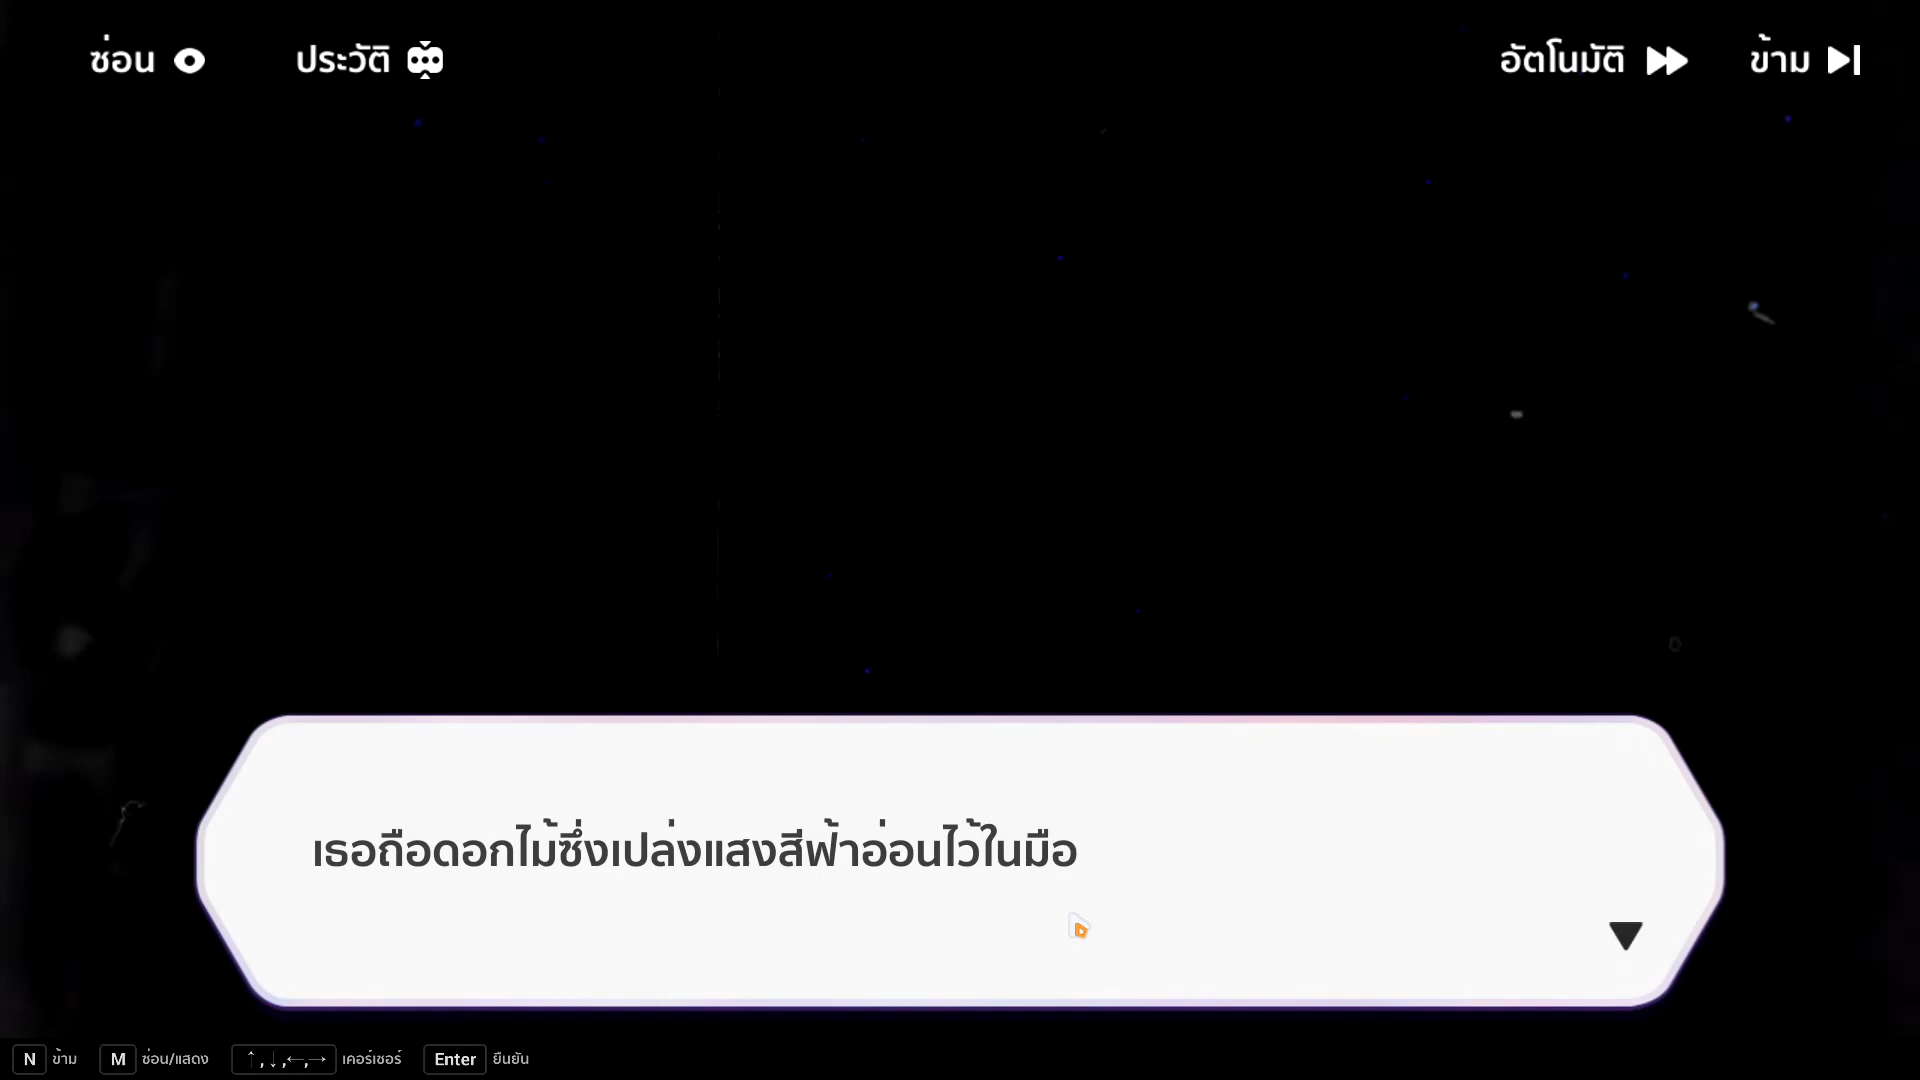 ซ่อน ประวัติ อัตโนมัติ ข้าม
เธอถือดอกไม้ซึ่งเปล่งแสงสีฟ้าอ่อนไว้ในมือ
N ข้าม M ซ่อน/แสดง ↑,↓,←,→ เคอร์เซอร์ Enter ยืนยัน